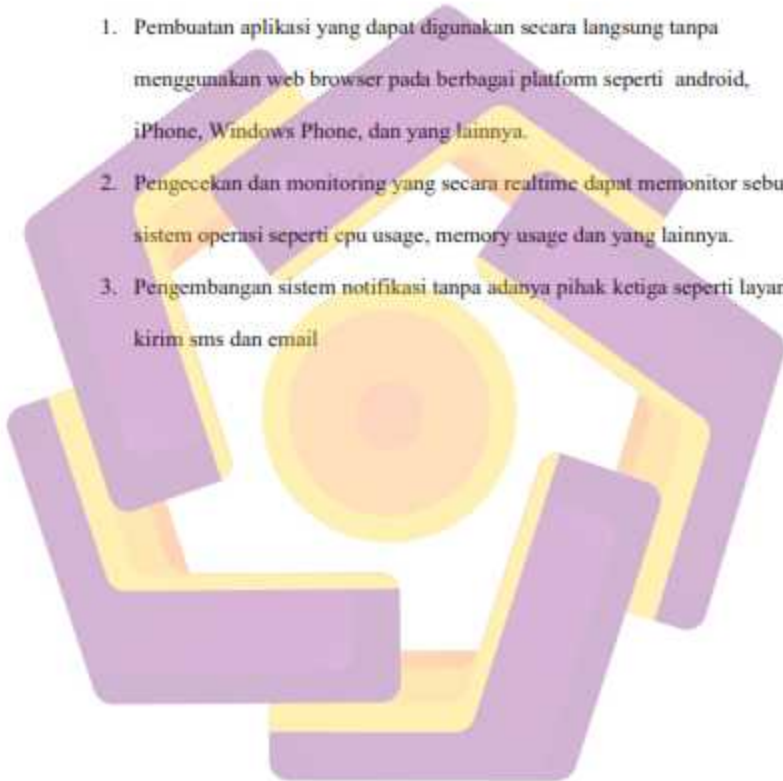 1. Pembuatan aplikasi yang dapat digunakan secara langsung tanpa
menggunakan web browser pada berbagai platform seperti android,
iPhone, Windows Phone, dan yang lainnya.
2. Pengecekan dan monitoring yang secara realtime dapat memonitor sebu
sistem operasi seperti cpu usage, memory usage dan yang lainnya.
3. Pengembangan sistem notifikasi tanpa adanya pihak ketiga seperti layan
kirim sms dan email